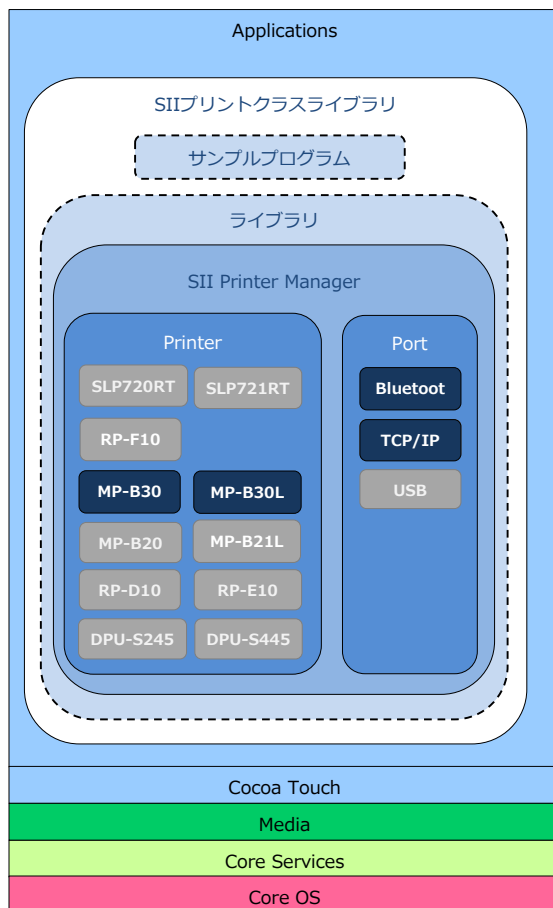 Applications
SIIプリントクラスライブラリ
サンプルプログラム
ライブラリ
SII Printer Manager
Printer
SLP720RT
SLP721RT
RP-F10
MP-B30
MP-B30L
MP-B20
MP-B21L
RP-D10
RP-E10
DPU-S245
DPU-S445
Port
Bluetoot
TCP/IP
USB
Cocoa Touch
Media
Core Services
Core OS